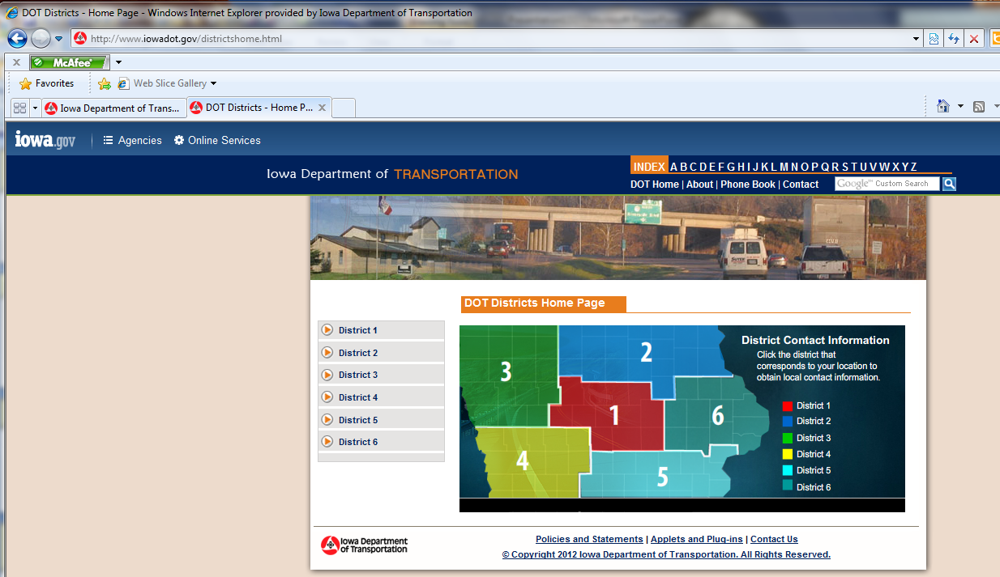 DOT Districts - Home Page - Windows Internet Explorer provided by Iowa Department of Transportation
http://www.iowadot.gov/districtshome.html
McAfee
Favorites Web Slice Gallery
Iowa Department of Trans... DOT Districts - Home P...
iowa.gov Agencies Online Services
Iowa Department of TRANSPORTATION
INDEX A B C D E F G H I J K L M N O P Q R S T U V W X Y Z
DOT Home | About | Phone Book | Contact Google™ Custom Search
DOT Districts Home Page
District 1
District 2
District 3
District 4
District 5
District 6
3
2
1
6
4
5
District Contact Information
Click the district that
corresponds to your location to
obtain local contact information.
District 1
District 2
District 3
District 4
District 5
District 6
Iowa Department
of Transportation
Policies and Statements | Applets and Plug-ins | Contact Us
© Copyright 2012 Iowa Department of Transportation. All Rights Reserved.